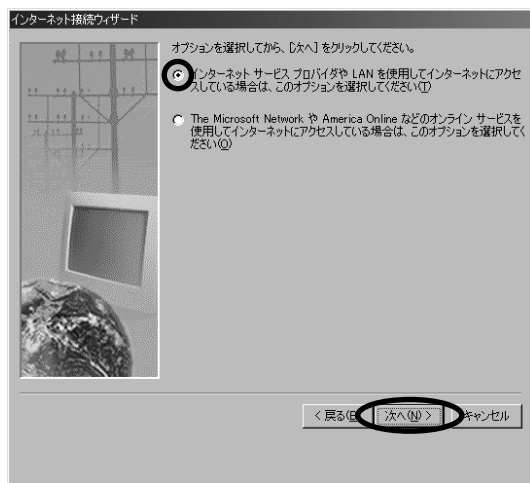 インターネット接続ウィザード
オプションを選択してから、[次へ] をクリックしてください。
インターネット サービス プロバイダや LAN を使用してインターネットにアクセ
スしている場合は、このオプションを選択してください(T)
The Microsoft Network や America Online などのオンライン サービスを
使用してインターネットにアクセスしている場合は、このオプションを選択してく
ださい(O)
< 戻る(B
次へ(N) >
キャンセル